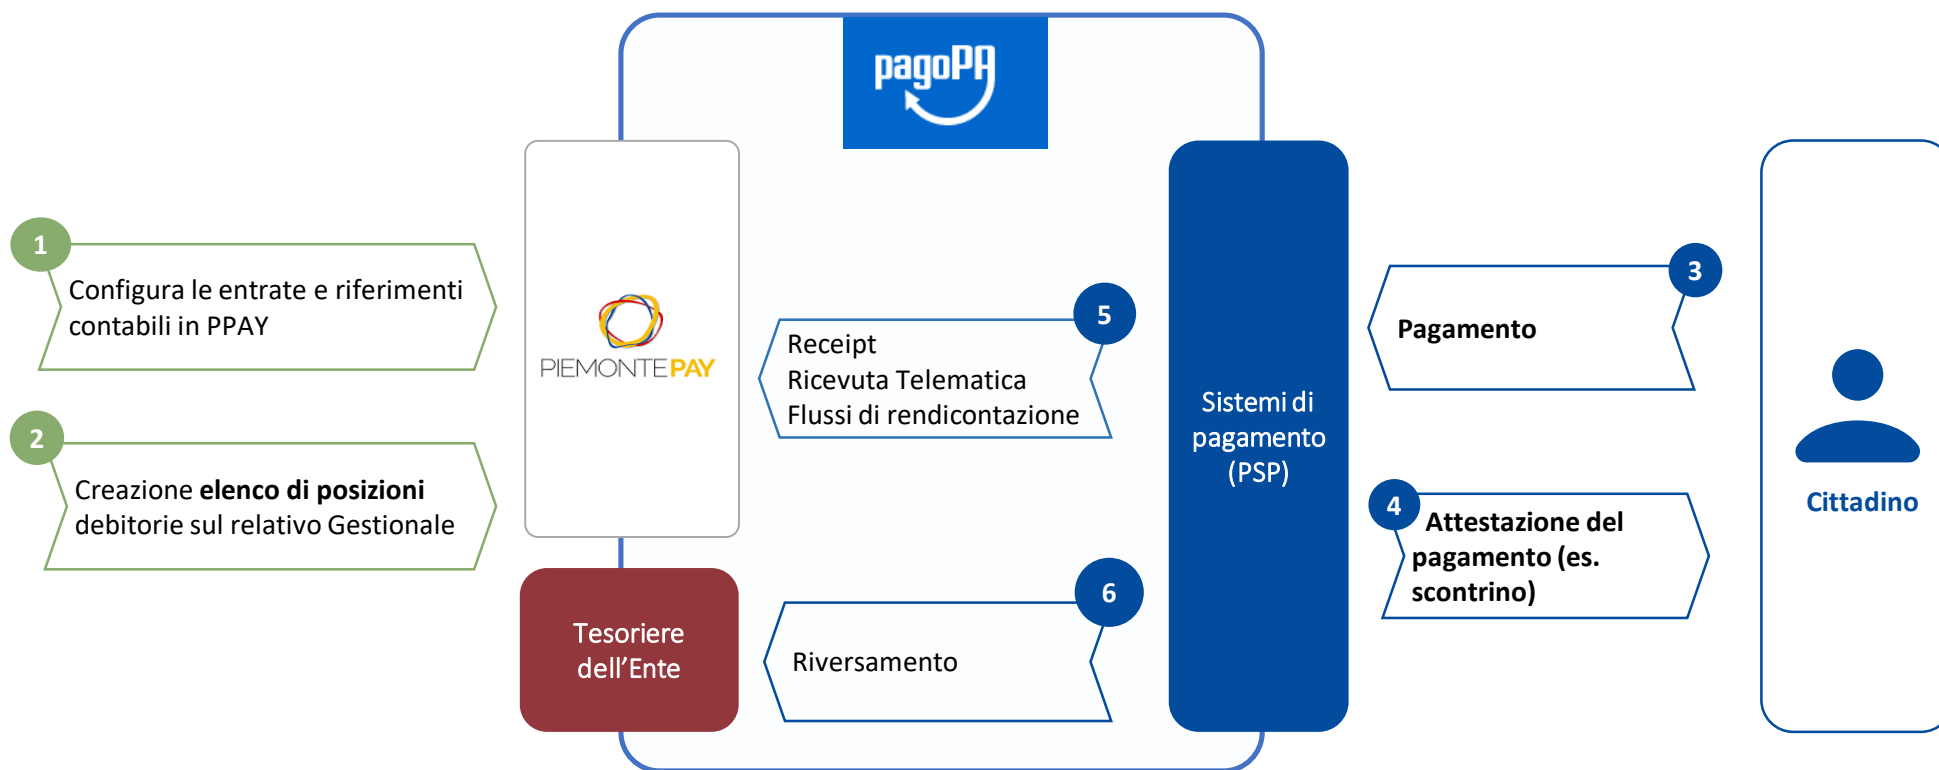 pagoPA
1
Configura le entrate e riferimenti
contabili in PPAY
2
Creazione elenco di posizioni
debitorie sul relativo Gestionale
PIEMONTEPAY
Tesoriere
dell’Ente
5
Receipt
Ricevuta Telematica
Flussi di rendicontazione
6
Riversamento
Sistemi di
pagamento
(PSP)
3
Pagamento
4
Attestazione del
pagamento (es.
scontrino)
Cittadino